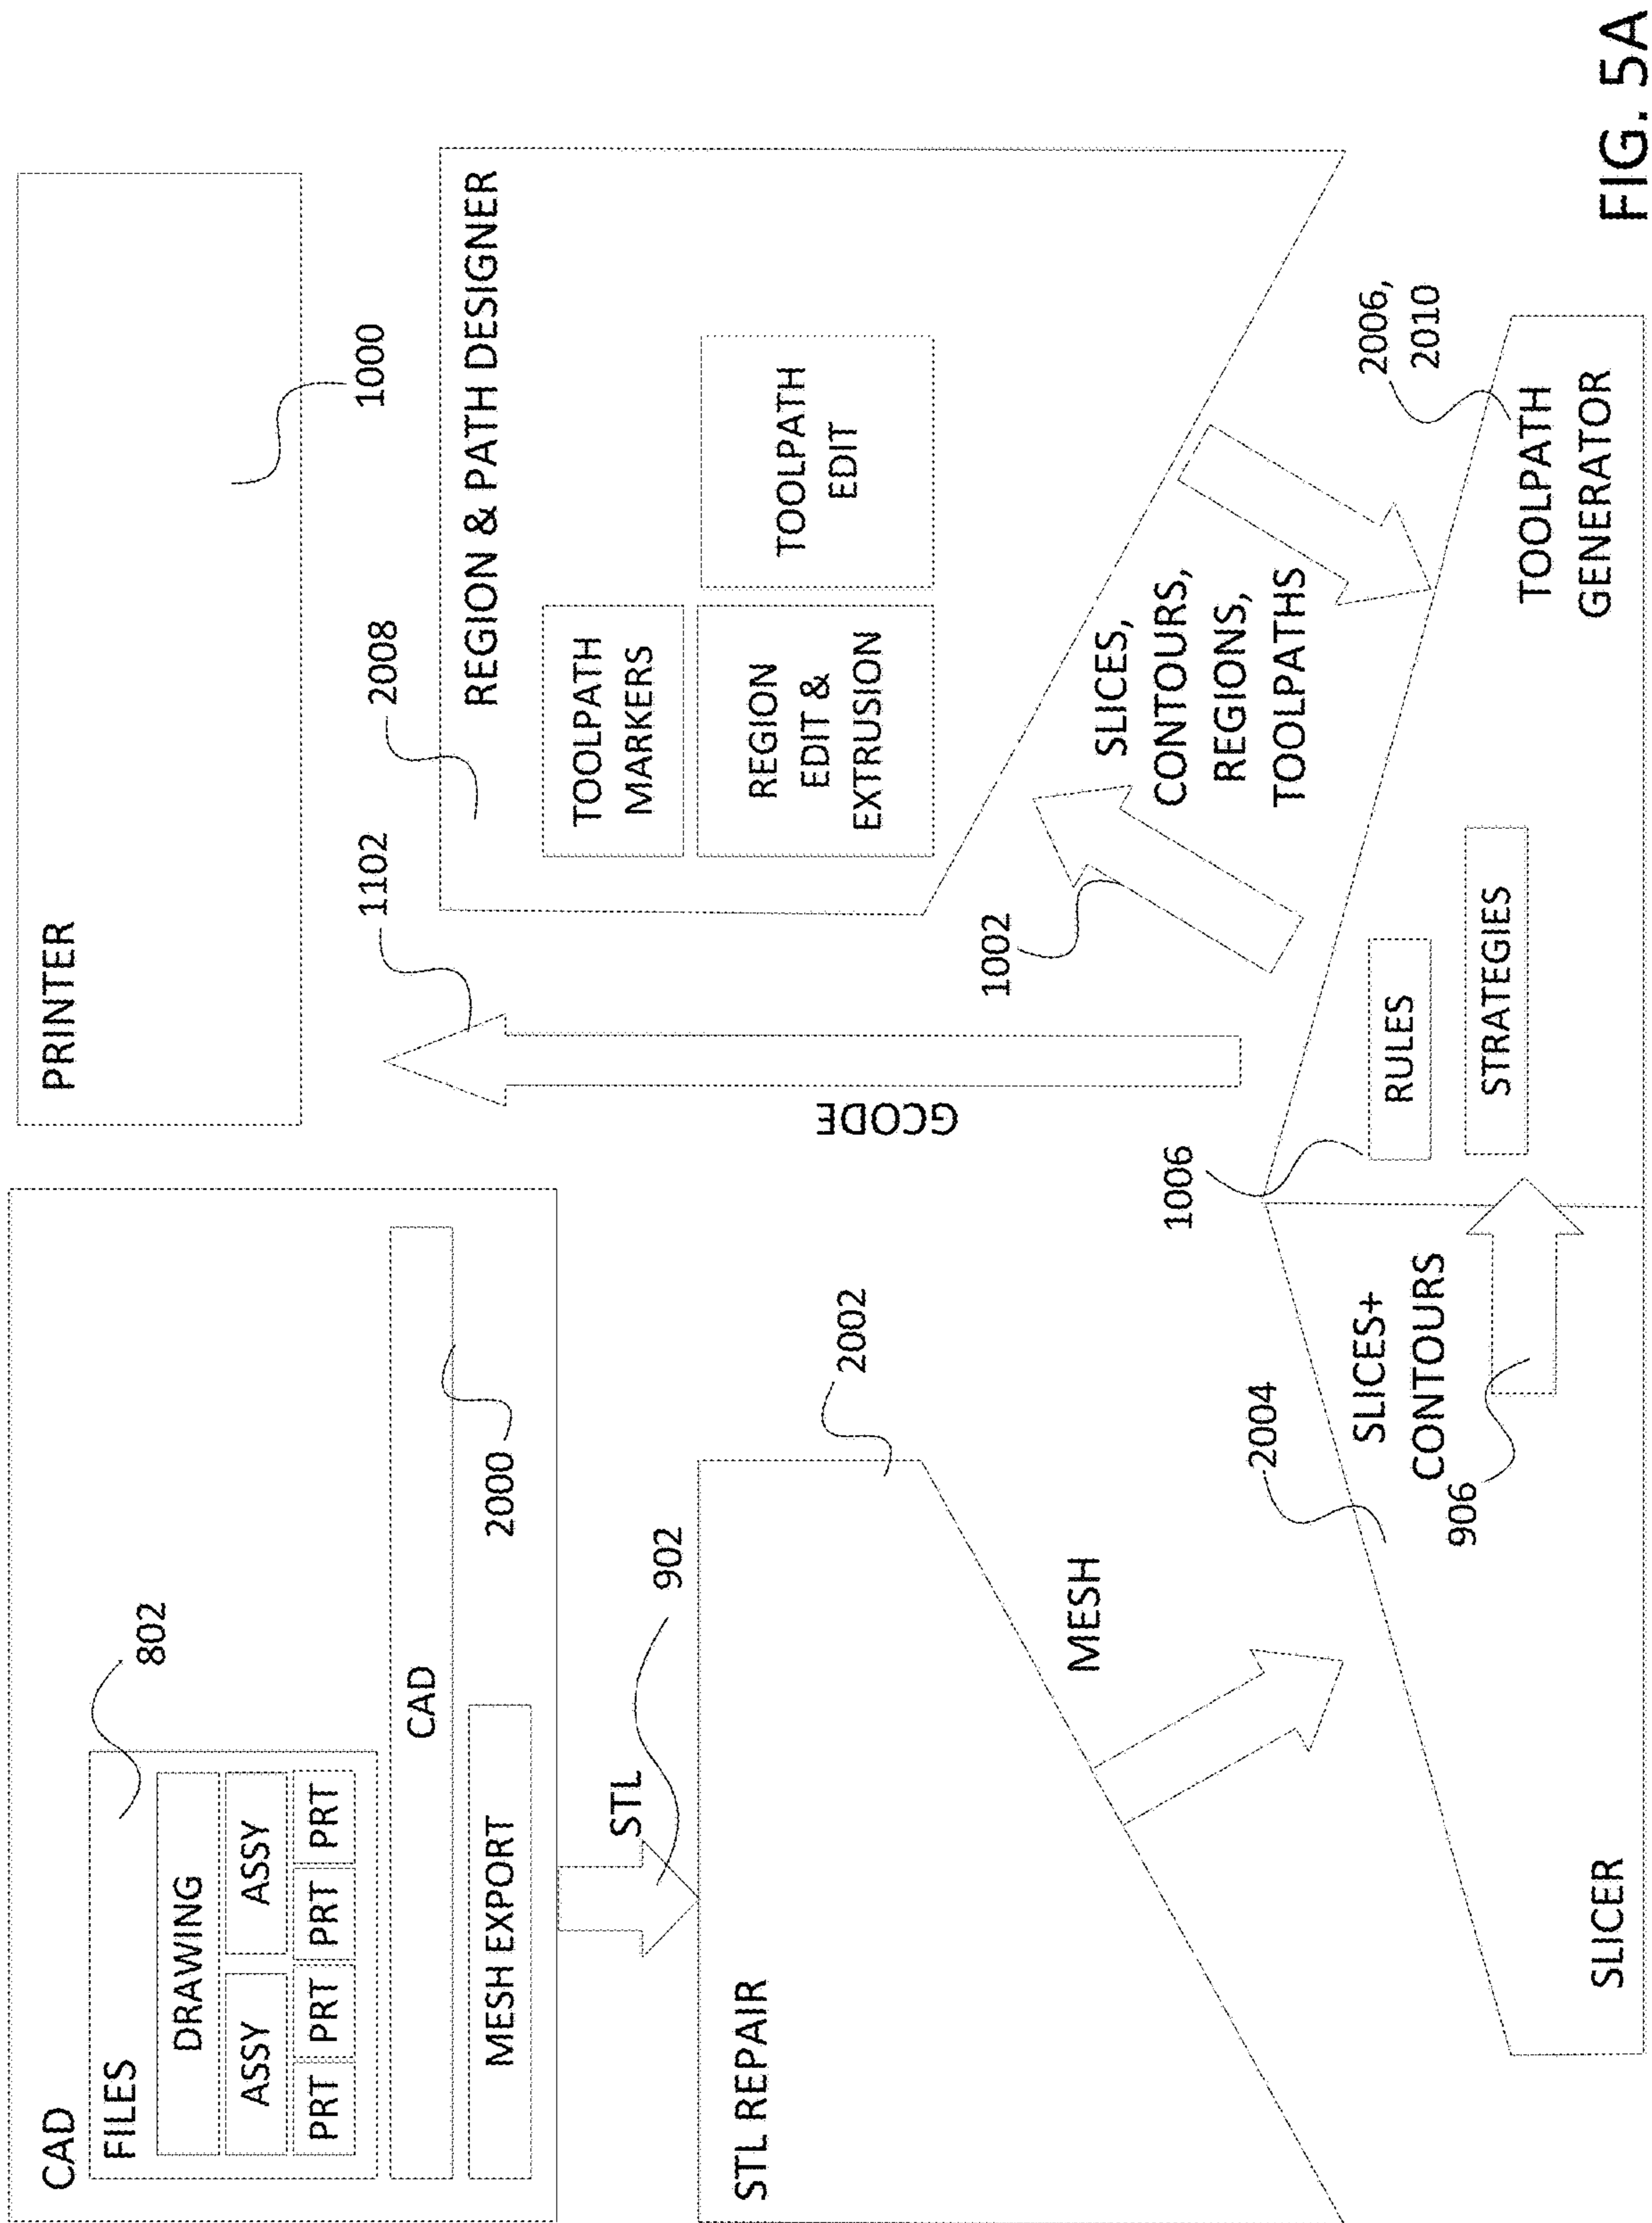 CAD
FILES
802
DRAWING
ASSY
ASSY
PRT
PRT
PRT
PRT
CAD
MESH EXPORT
2000
STL
902
STL REPAIR
2002
MESH
2004
SLICER
SLICES+
CONTOURS
906
PRINTER
1000
1102
GCODE
2008
REGION & PATH DESIGNER
TOOLPATH
MARKERS
REGION
EDIT &
EXTRUSION
TOOLPATH
EDIT
1002
SLICES,
CONTOURS,
REGIONS,
TOOLPATHS
2006,
2010
1006
RULES
STRATEGIES
TOOLPATH
GENERATOR
FIG. 5A